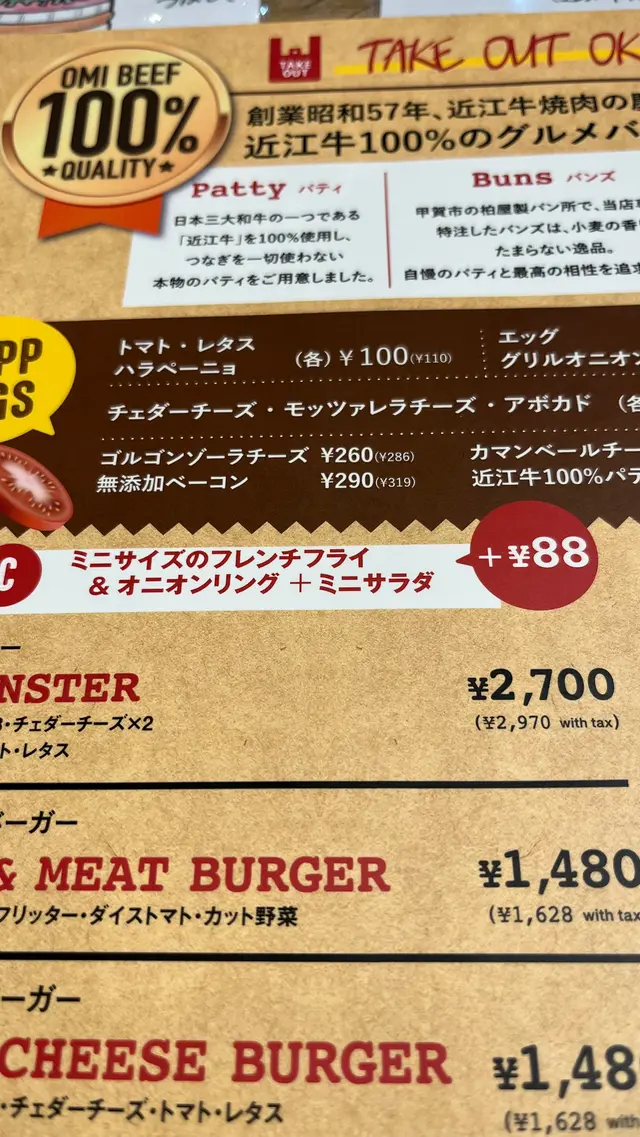 OMI BEEF
100%
★QUALITY★
TAKE OUT
TAKE OUT OK
創業昭和57年、近江牛焼肉の
近江牛100%のグルメバ
Patty パティ
日本三大和牛の一つである
「近江牛」を100%使用し、
つなぎを一切使わない
本物のパティをご用意しました。
Buns バンズ
甲賀市の柏屋製パン所で、当店
特注したバンズは、小麦の香
たまらない逸品。
自慢のパティと最高の相性を追
PP
GS
トマト・レタス
ハラペーニョ
(各)¥100(¥110)
エッグ
グリルオニオン
チェダーチーズ・モッツァレラチーズ・アボカド (各
ゴルゴンゾーラチーズ ¥260(¥286)
無添加ベーコン ¥290(¥319)
カマンベールチー
近江牛100%パテ
C
ミニサイズのフレンチフライ
& オニオンリング + ミニサラダ
+¥88
ー
NSTER
¥2,700
・チェダーチーズ×2
(¥2,970 with tax)
ト・レタス
バーガー
& MEAT BURGER
¥1,480
フリッター・ダイストマト・カット野菜
(¥1,628 with tax
ーガー
CHEESE BURGER
¥1,48
・チェダーチーズ・トマト・レタス
(¥1,628 with